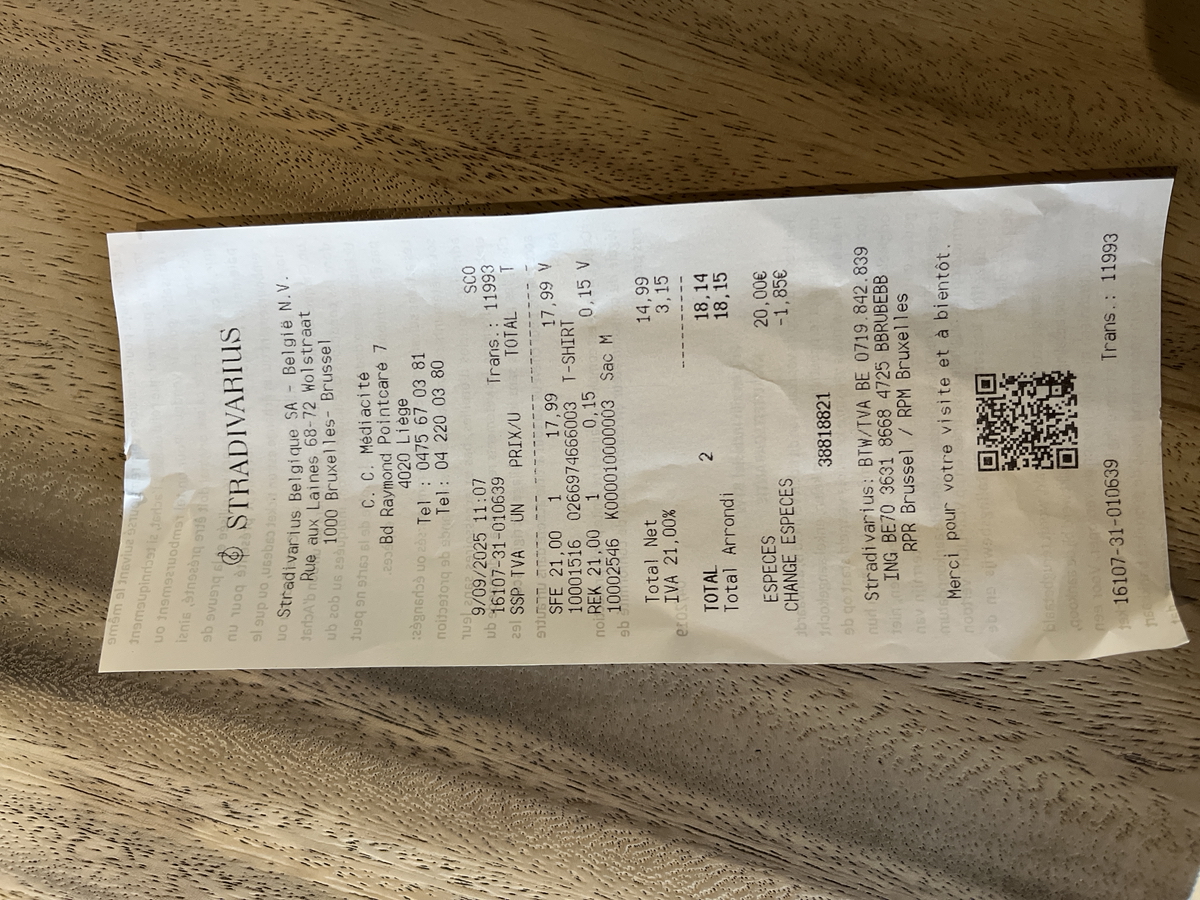 STRADIVARIUS
Stradivarius Belgique SA - België N.V.
Rue aux Laines 68-72 Wolstraat
1000 Bruxelles- Brussel
C. C. Médiacité
Bd Raymond Pointcaré 7
4020 Liége
Tel : 0475 67 03 81
Tel: 04 220 03 80
SCO
9/09/2025 11:07
16107-31-010639 Trans.: 11993
SSP TVA UN PRIX/U TOTAL T
SFE 21,00 1 17,99 17,99 V
10001516 0266974666003 T-SHIRT
REK 21,00 1 0,15 0,15 V
10002546 K000010000003 Sac M
Total Net 14,99
IVA 21,00% 3,15
TOTAL 2 18,14
Total Arrondi 18,15
ESPECES 20,00€
CHANGE ESPECES -1,85€
38818821
Stradivarius: BTW/TVA BE 0719.842.839
ING BE70 3631 8668 4725 BBRUBEBB
RPR Brussel / RPM Bruxelles
Merci pour votre visite et à bientôt.
16107-31-010639 Trans.: 11993